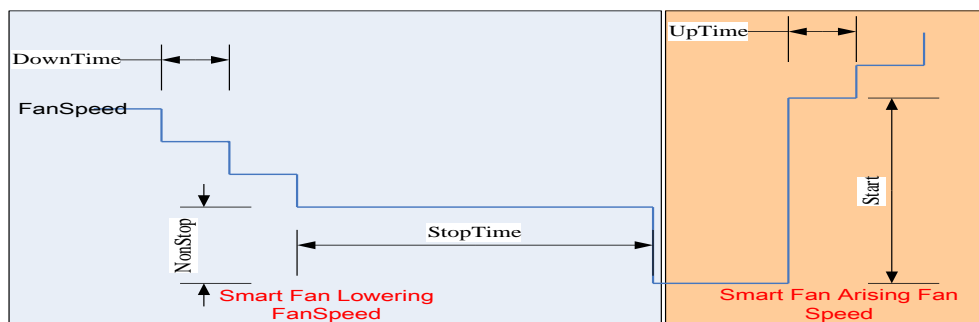 DownTime
UpTime
FanSpeed
NonStop
StopTime
Start
Smart Fan Lowering
FanSpeed
Smart Fan Arising Fan
Speed